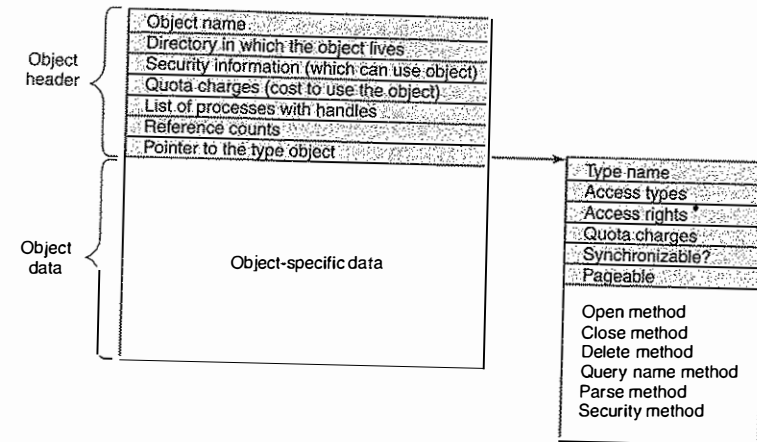 Object name
Directory in which the object lives
Security information (which can use object)
Quota charges (cost to use the object)
List of processes with handles
Reference counts
Pointer to the type object
Object
header
Object
data
Object-specific data
Type name
Access types
Access rights
Quota charges
Synchronizable?
Pageable
Open method
Close method
Delete method
Query name method
Parse method
Security method